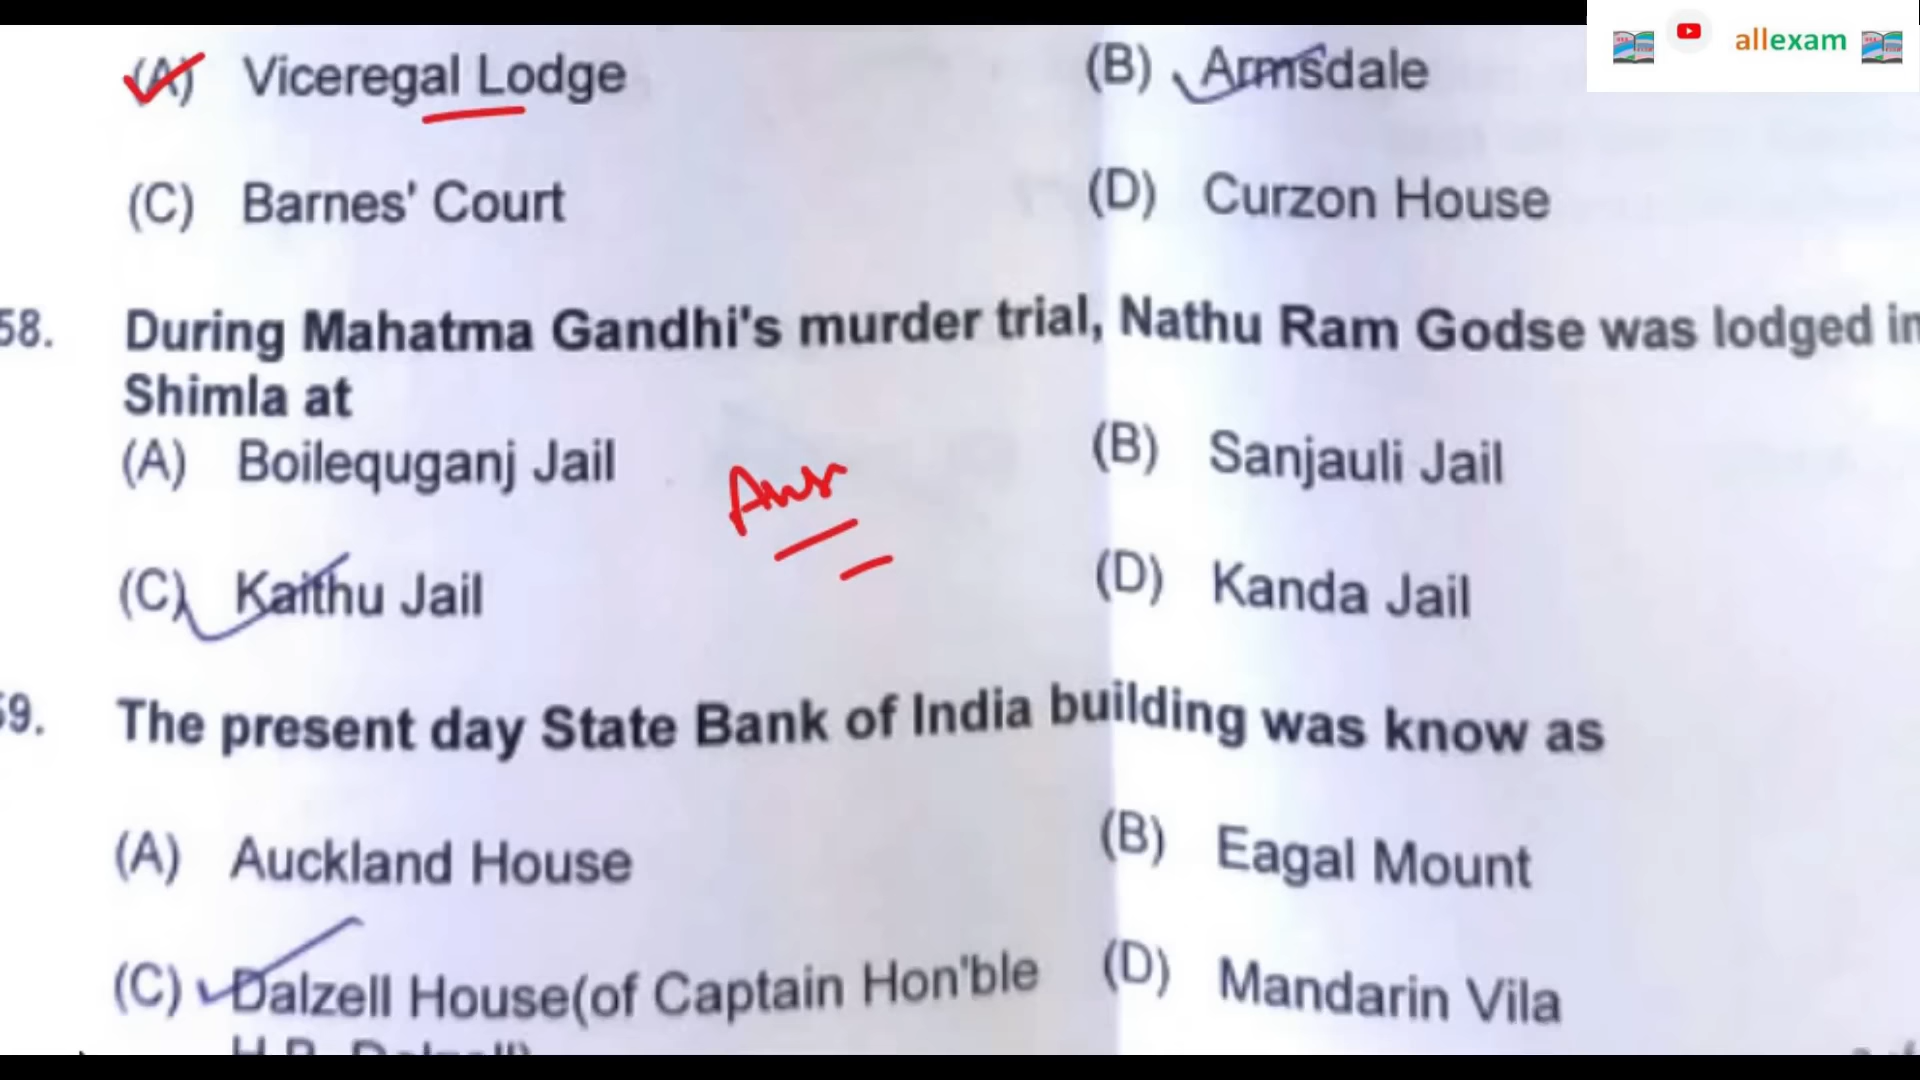 allexam
(A) Viceregal Lodge (B) Armsdale
(C) Barnes' Court (D) Curzon House
58. During Mahatma Gandhi's murder trial, Nathu Ram Godse was lodged in
Shimla at
(A) Boilequganj Jail (B) Sanjauli Jail
Ans
(C) Kaithu Jail (D) Kanda Jail
59. The present day State Bank of India building was know as
(A) Auckland House (B) Eagal Mount
(C) Dalzell House(of Captain Hon'ble (D) Mandarin Vila